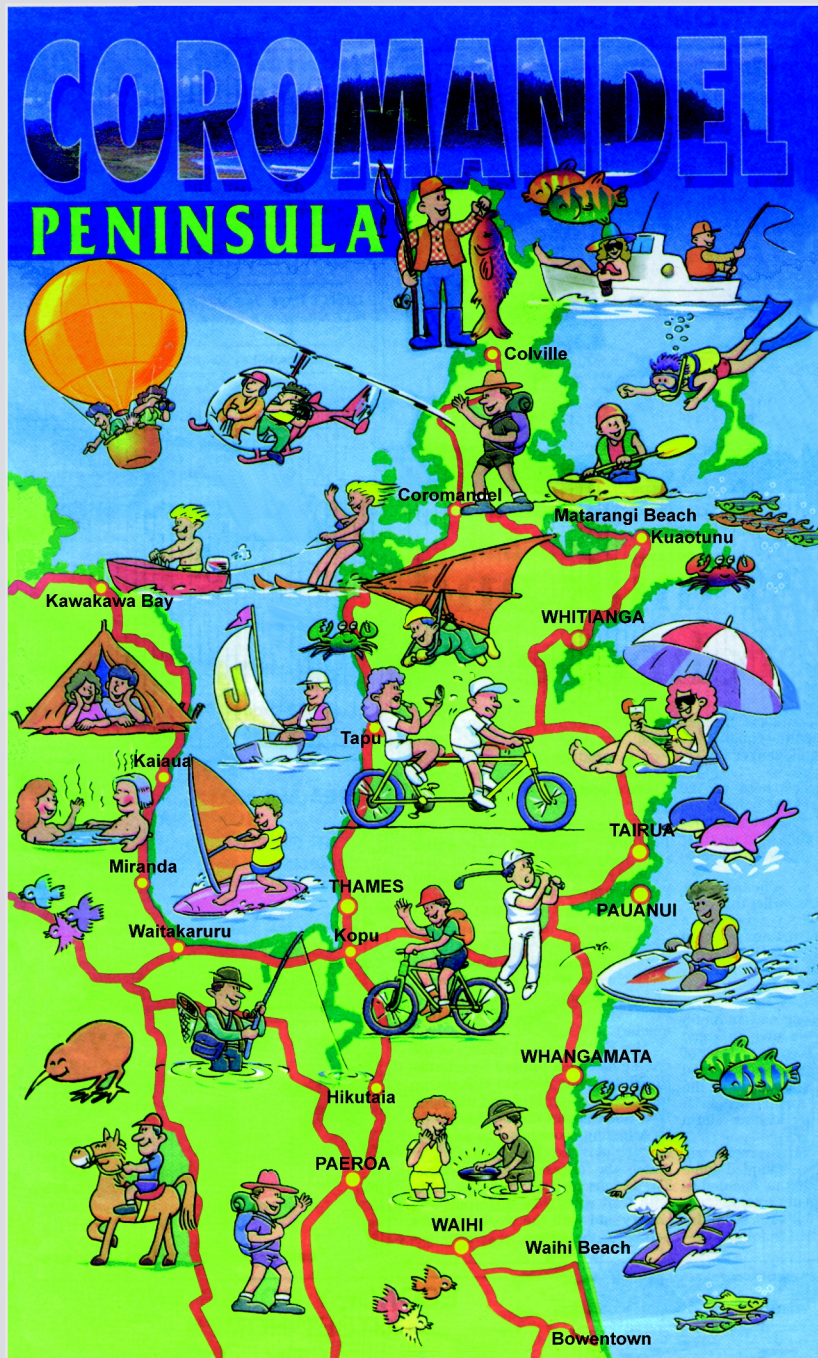 COROMANDEL
PENINSULA
Colville
Coromandel
Matarangi Beach
Kuaotunu
Kawakawa Bay
WHITIANGA
J
Tapu
Kaiaua
TAIRUA
Miranda
THAMES
PAUANUI
Waitakaruru
Kopu
WHANGAMATA
Hikutaia
PAEROA
WAIHI
Waihi Beach
Bowentown